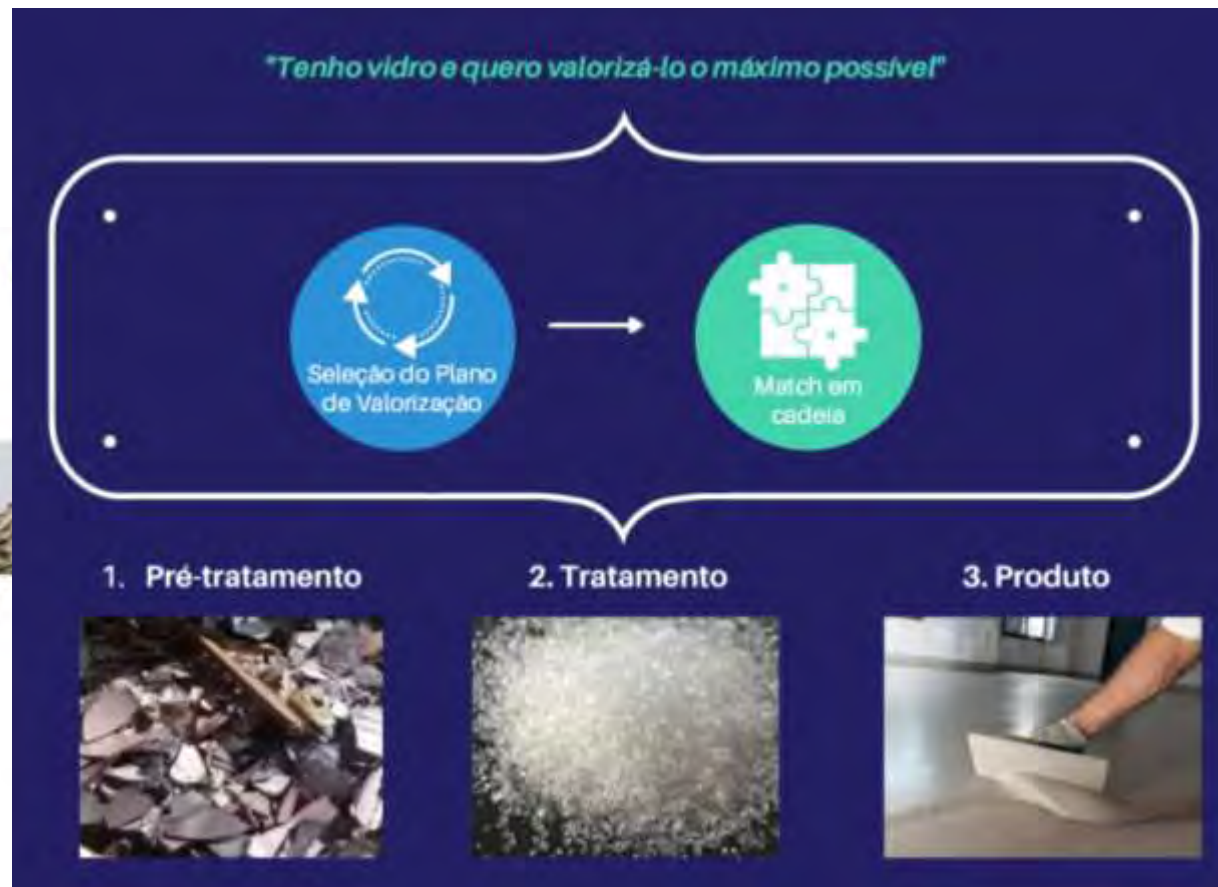 "Tenho vidro e quero valorizá-lo o máximo possível"
Seleção do Plano
de Valorização
Match em
cadeia
1. Pré-tratamento
2. Tratamento
3. Produto